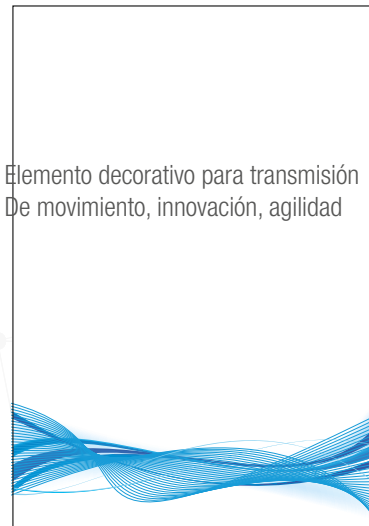 Elemento decorativo para transmisión
De movimiento, innovación, agilidad